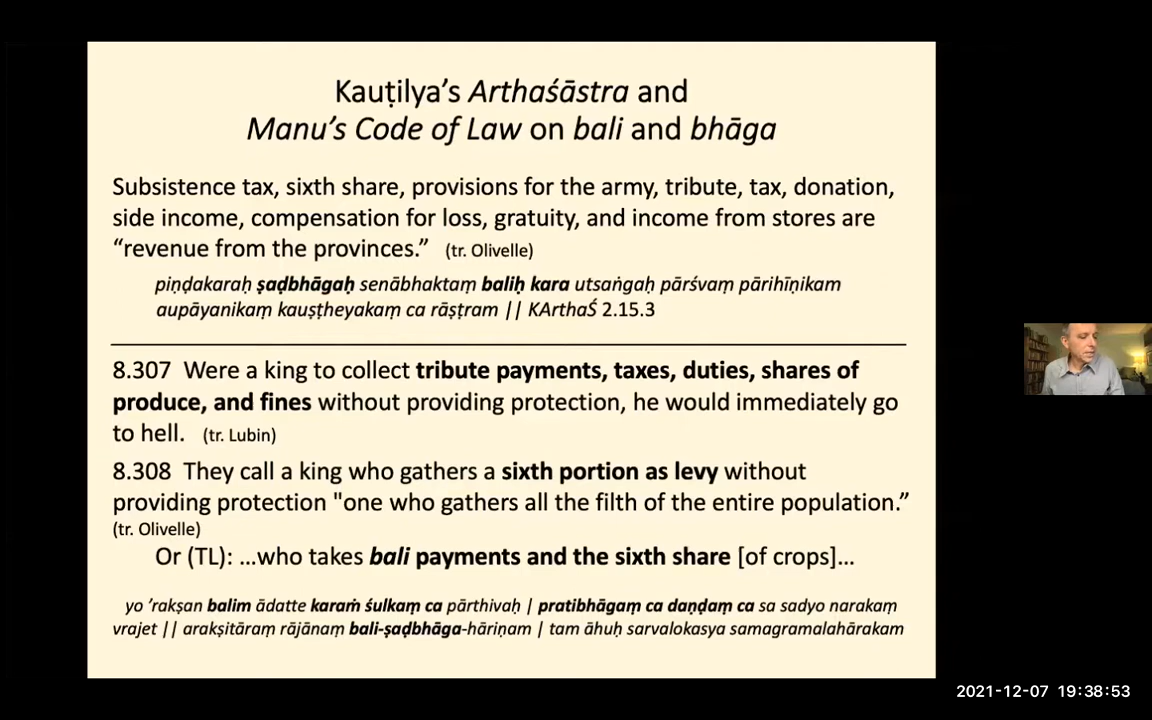 Kauṭilya’s Arthaśāstra and
Manu’s Code of Law on bali and bhāga
Subsistence tax, sixth share, provisions for the army, tribute, tax, donation,
side income, compensation for loss, gratuity, and income from stores are
“revenue from the provinces.” (tr. Olivelle)
piṇḍakaraḥ ṣaḍbhāgaḥ senābhaktaṃ baliḥ kara utsaṅgaḥ pārśvaṃ pārihīṇikam
aupāyanikaṃ kauṣṭheyakaṃ ca rāṣṭram || KArthaŚ 2.15.3
8.307 Were a king to collect tribute payments, taxes, duties, shares of
produce, and fines without providing protection, he would immediately go
to hell. (tr. Lubin)
8.308 They call a king who gathers a sixth portion as levy without
providing protection "one who gathers all the filth of the entire population.”
(tr. Olivelle)
Or (TL): …who takes bali payments and the sixth share [of crops]…
yo ’rakṣan balim ādatte karaṁ śulkaṃ ca pārthivaḥ | pratibhāgaṃ ca daṇḍaṃ ca sa sadyo narakaṃ
vrajet || arakṣitāraṃ rājānaṃ bali-ṣaḍbhāga-hāriṇam | tam āhuḥ sarvalokasya samagramalahārakam
2021-12-07 19:38:53